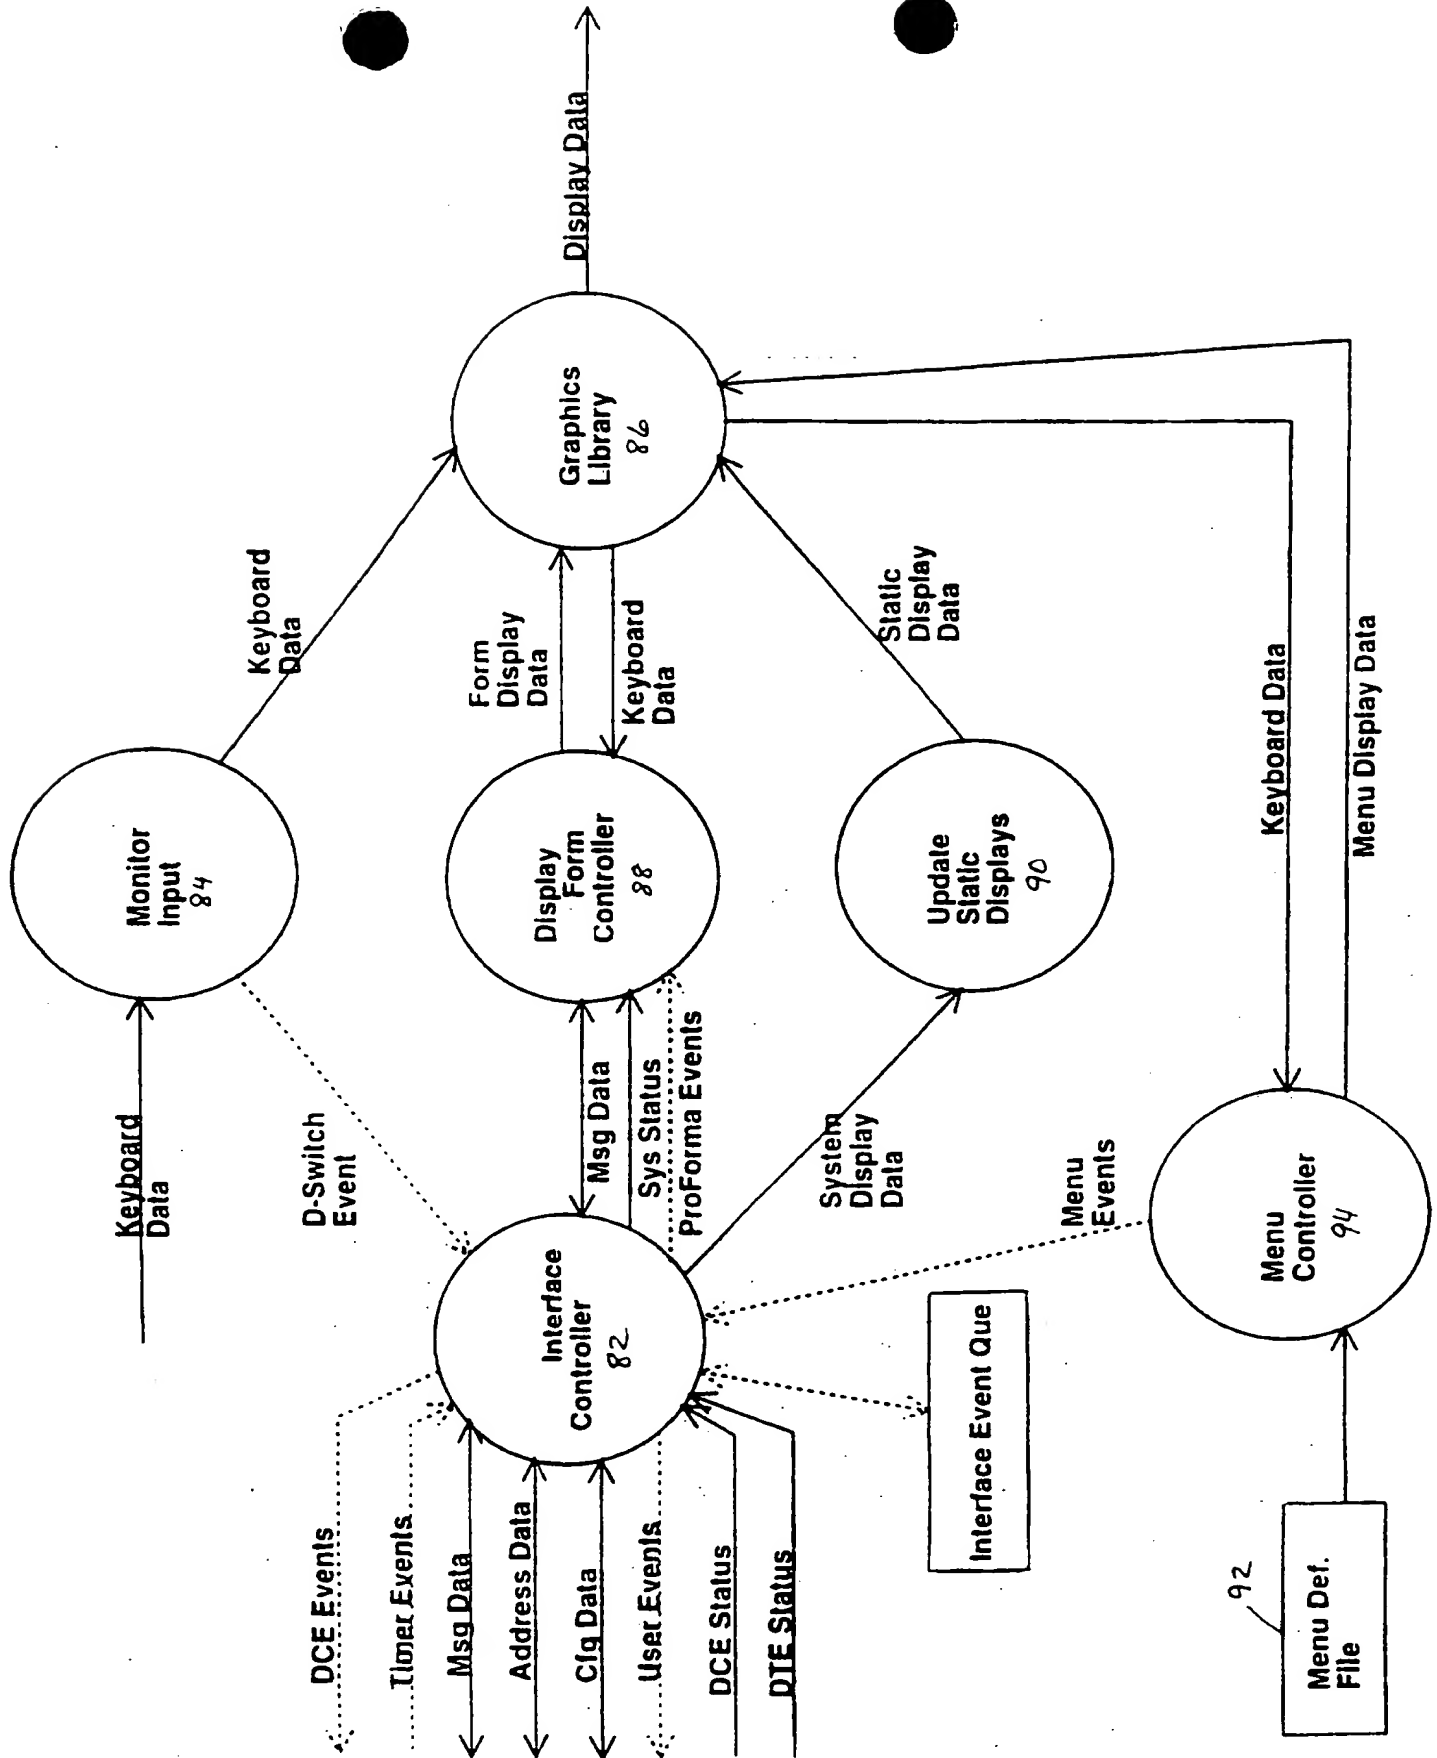 Keyboard
Data
Monitor
Input
84
Keyboard
Data
D-Switch
Event
DCE Events
Timer Events
Msg Data
Address Data
Cfg Data
User Events
DCE Status
DTE Status
Interface
Controller
82
Msg Data
Sys Status
ProForma Events
Display
Form
Controller
88
Form
Display
Data
Keyboard
Data
Graphics
Library
86
Display Data
System
Display
Data
Update
Static
Displays
90
Static
Display
Data
Interface Event Que
Menu
Events
92
Menu Def.
File
Menu
Controller
94
Keyboard Data
Menu Display Data